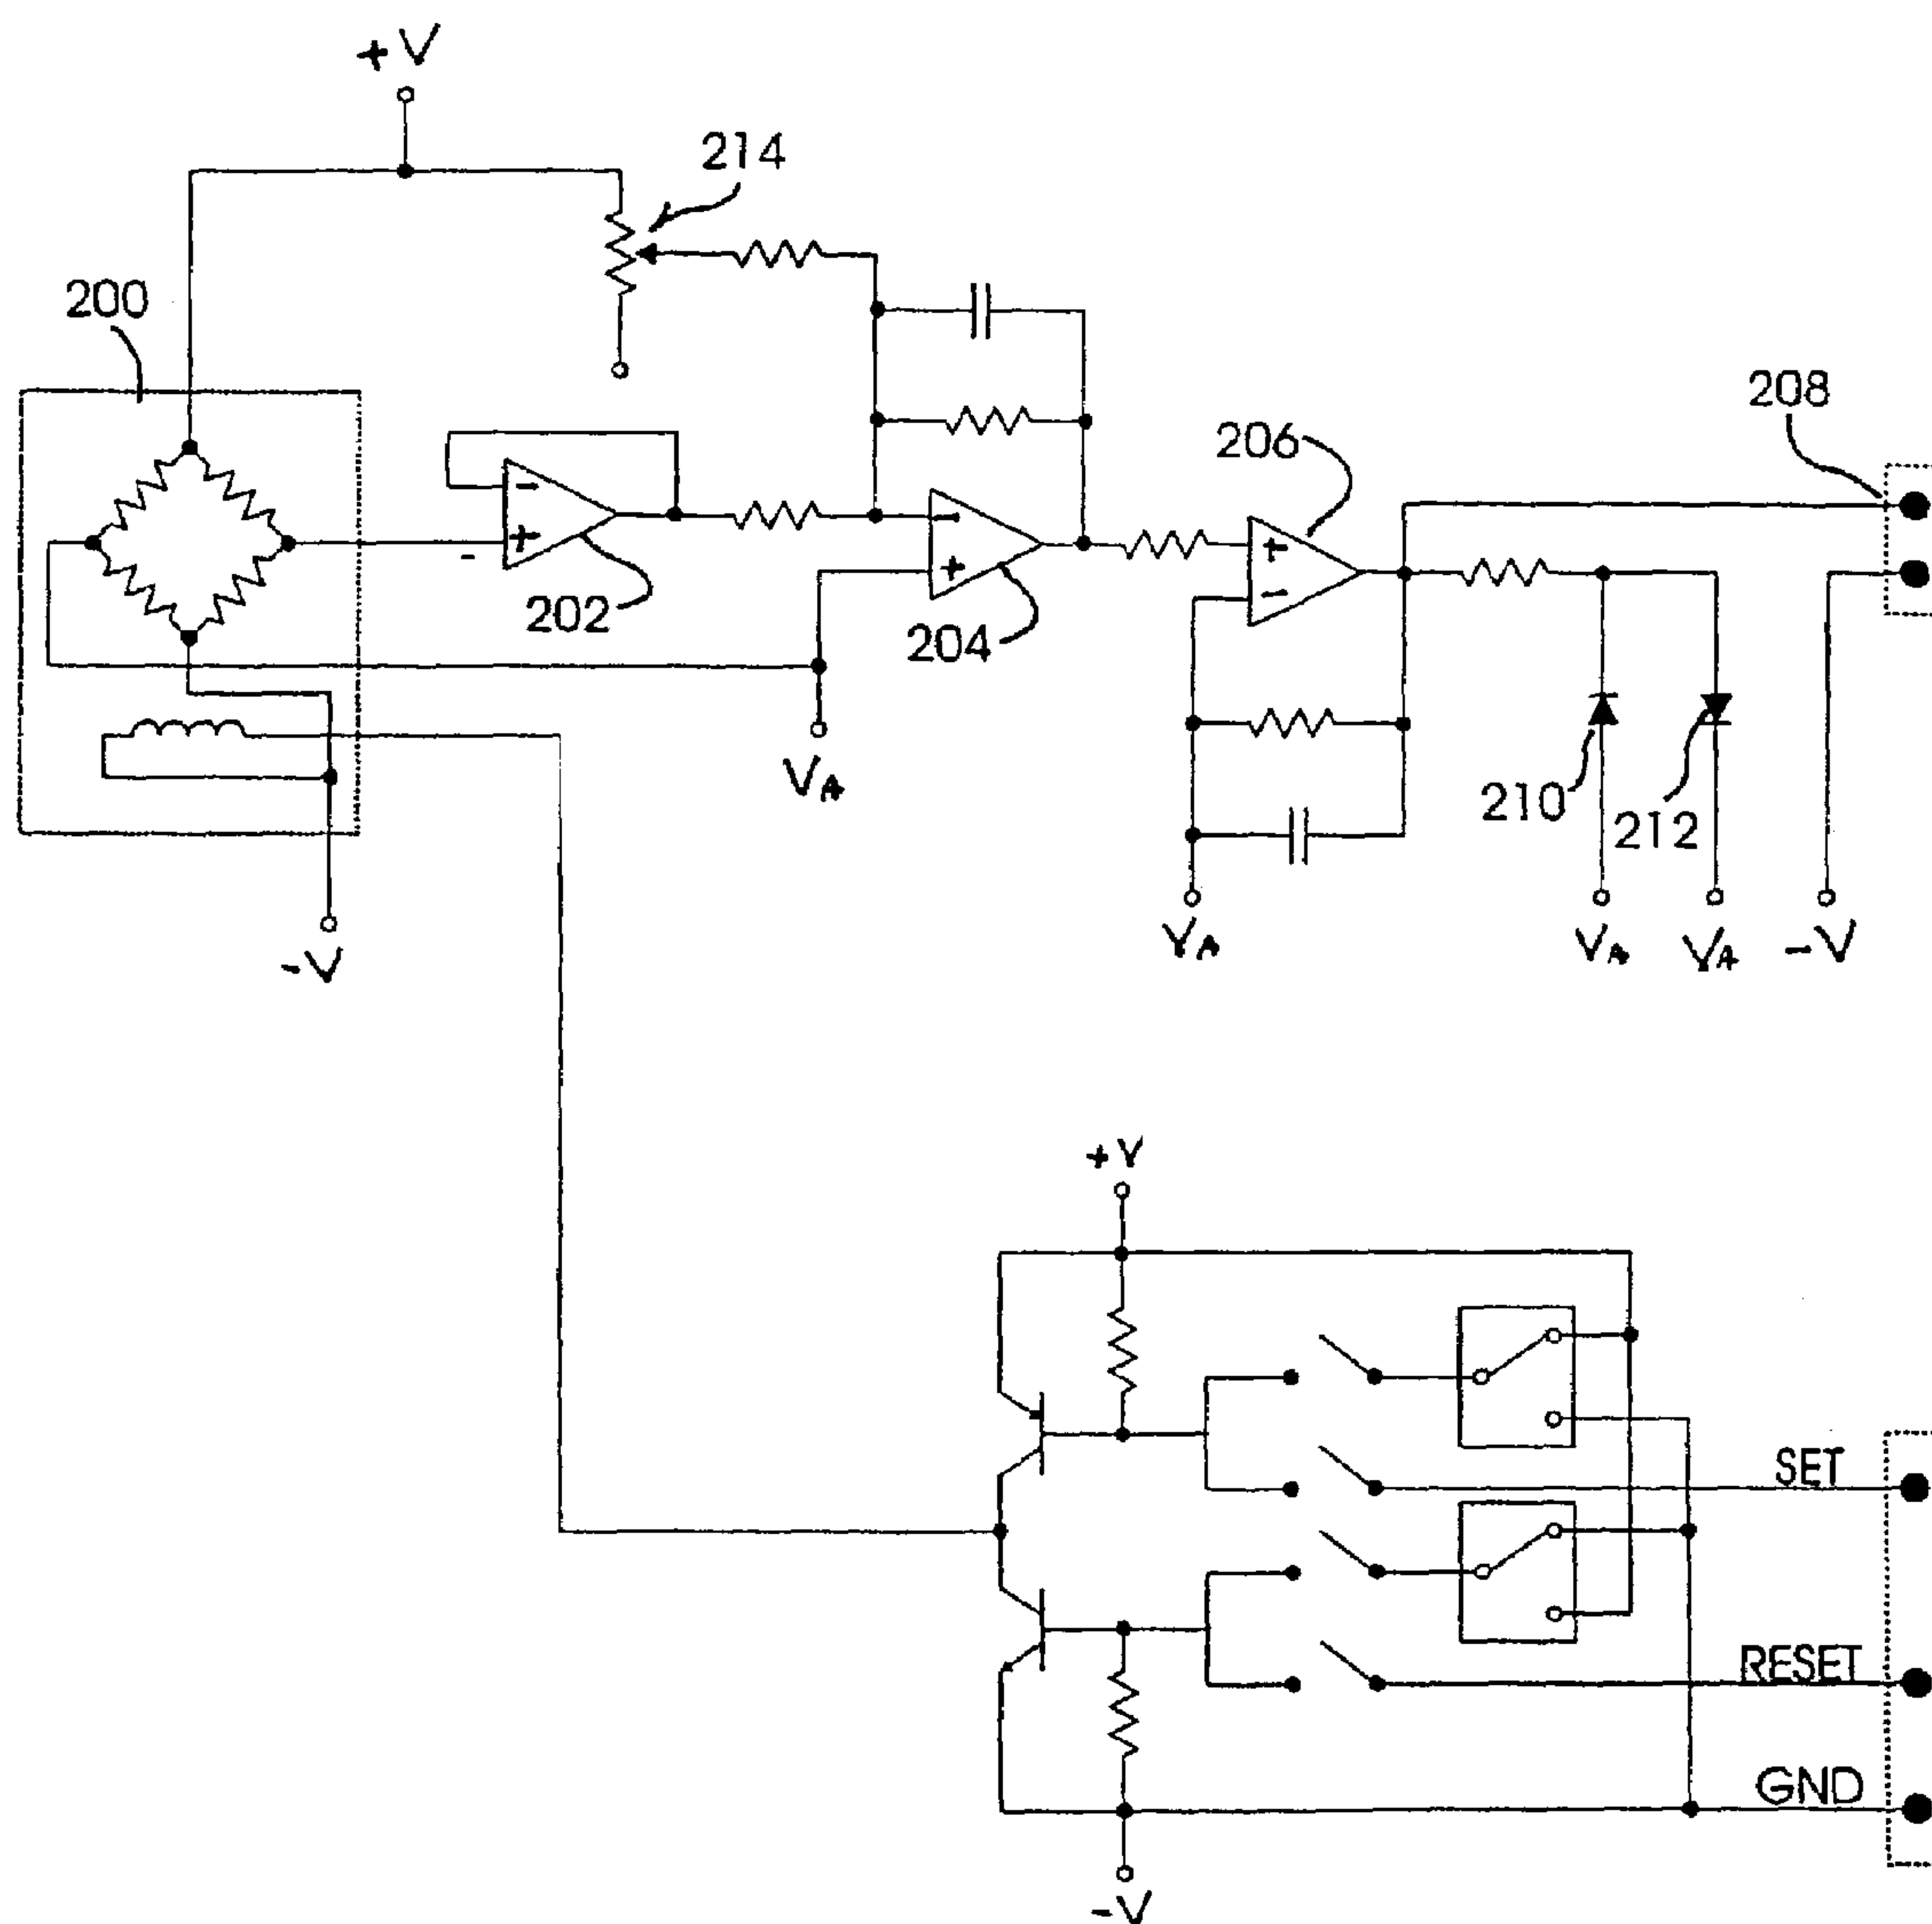 +V
214
200
208
206
-
+
-
202
-
+
204
+
-
VA
210
212
-V
VA
VA
VA
-V
+V
SET
RESET
GND
-V